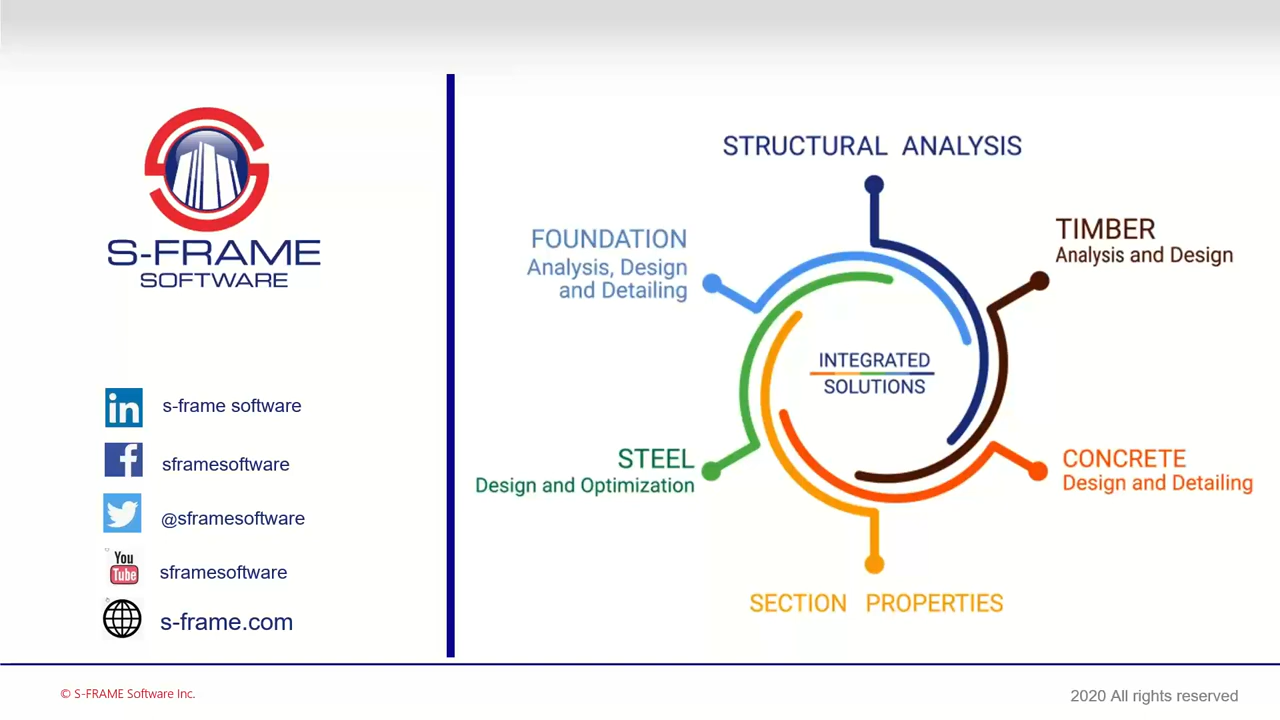 S-FRAME
SOFTWARE
in s-frame software
f sframesoftware
@sframesoftware
You
Tube
sframesoftware
s-frame.com
STRUCTURAL ANALYSIS
FOUNDATION
Analysis, Design
and Detailing
TIMBER
Analysis and Design
INTEGRATED
SOLUTIONS
STEEL
Design and Optimization
CONCRETE
Design and Detailing
SECTION PROPERTIES
© S-FRAME Software Inc.
2020 All rights reserved